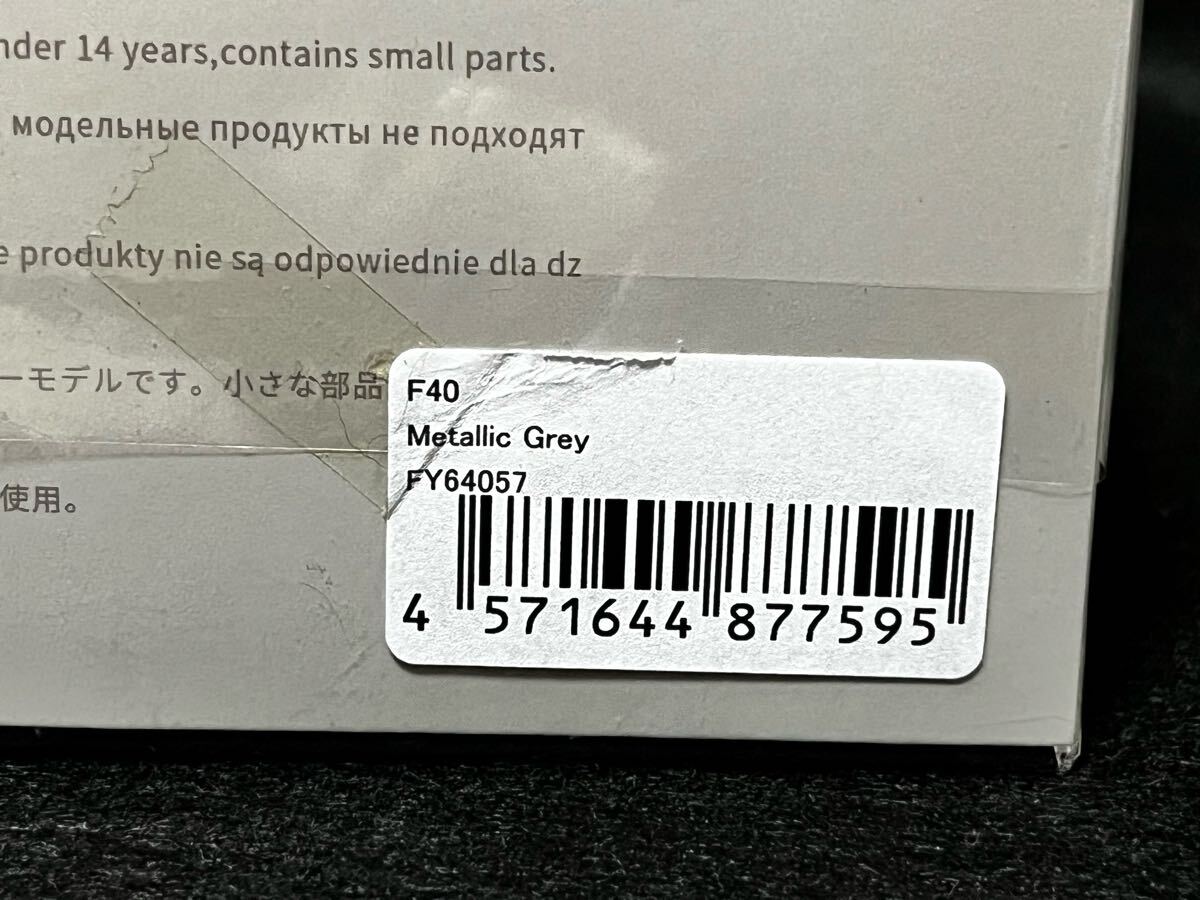 nder 14 years,contains small parts.
модельные продукты не подходят
e produkty nie są odpowiednie dla dz
ーモデルです。小さな部品
使用。
F40
Metallic Grey
FY64057
4 571644 877595